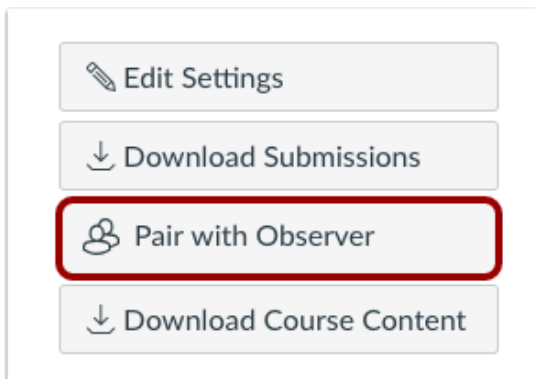 Edit Settings
Download Submissions
Pair with Observer
Download Course Content